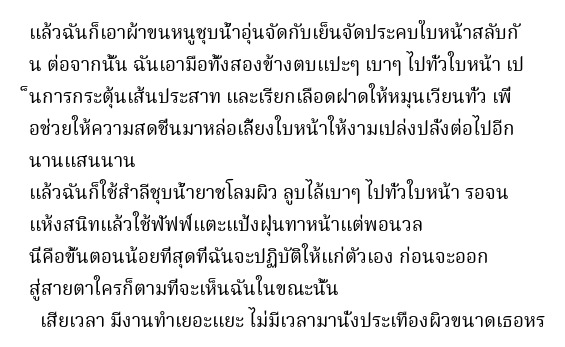 แล้วฉันก็เอาผ้าขนหนูชุบน้ำอุ่นจัดกับเย็นจัดประคบใบหน้าสลับกั
น ต่อจากนั้น ฉันเอามือทั้งสองข้างตบแปะๆ เบาๆ ไปทั่วใบหน้า เป
็นการกระตุ้นเส้นประสาท และเรียกเลือดฝาดให้หมุนเวียนทั่ว เพื่
อช่วยให้ความสดชื่นมาหล่อเลี้ยงใบหน้าให้งามเปล่งปลั่งต่อไปอีก
นานแสนนาน
แล้วฉันก็ใช้สำลีชุบน้ำยาชโลมผิว ลูบไล้เบาๆ ไปทั่วใบหน้า รอจน
แห้งสนิทแล้วใช้พัฟฟ์แตะแป้งฝุ่นทาหน้าแต่พอนวล
นี่คือขั้นตอนน้อยที่สุดที่ฉันจะปฏิบัติให้แก่ตัวเอง ก่อนจะออก
สู่สายตาใครก็ตามที่จะเห็นฉันในขณะนั้น
เสียเวลา มีงานทำเยอะแยะ ไม่มีเวลามานั่งประเทืองผิวขนาดเธอหร